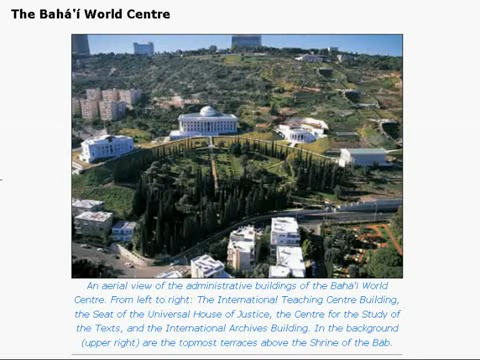 The Bahá'í World Centre
An aerial view of the administrative buildings of the Bahá'í World
Centre. From left to right: The International Teaching Centre Building,
the Seat of the Universal House of Justice, the Centre for the Study of
the Texts, and the International Archives Building. In the background
(upper right) are the topmost terraces above the Shrine of the Báb.